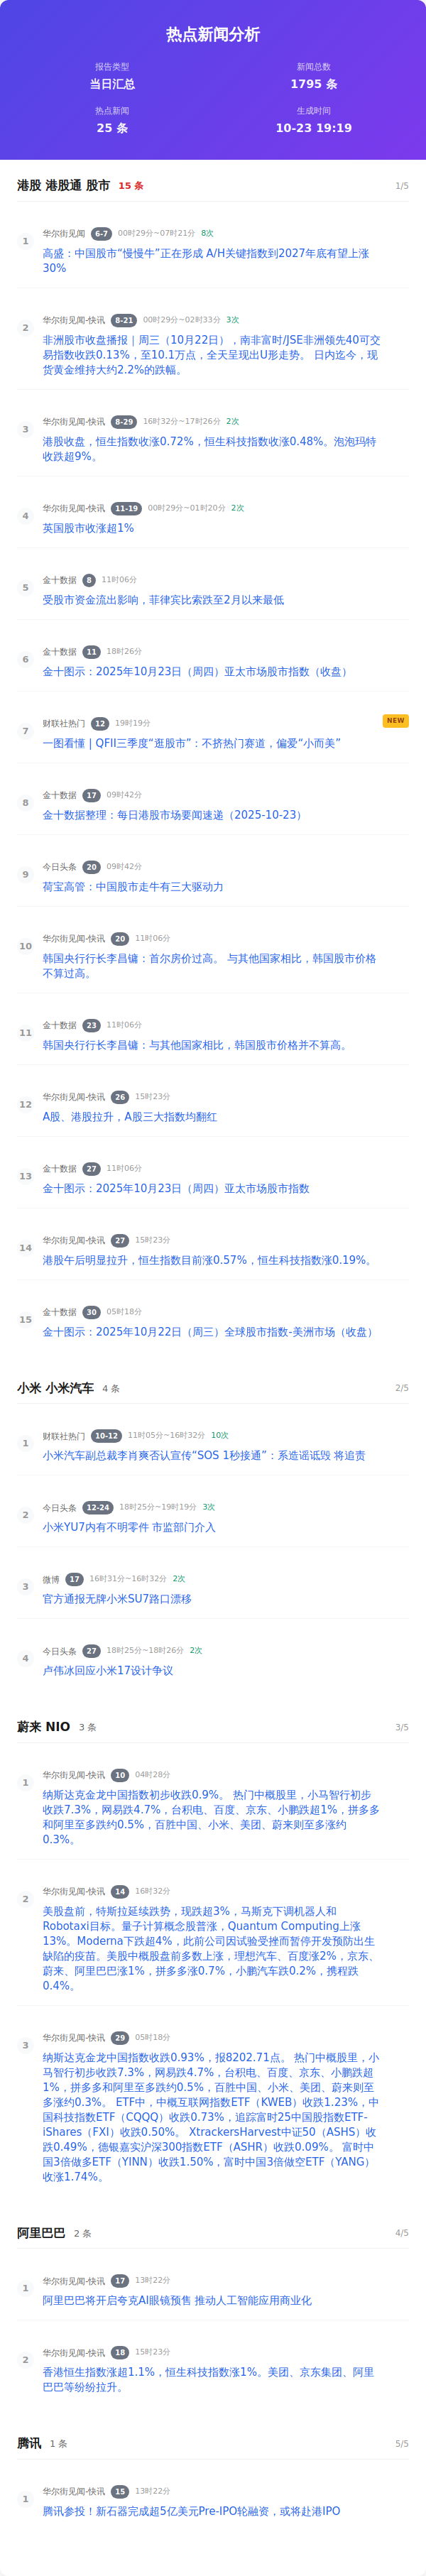 热点新闻分析
报告类型
新闻总数
当日汇总
1795 条
热点新闻
生成时间
25 条
10-23 19:19
港股 港股通 股市 15 条 1/5
1
华尔街见闻 6-7 00时29分~07时21分 8次
高盛：中国股市“慢慢牛”正在形成 A/H关键指数到2027年底有望上涨
30%
2
华尔街见闻-快讯 8-21 00时29分~02时33分 3次
非洲股市收盘播报｜周三（10月22日），南非富时/JSE非洲领先40可交
易指数收跌0.13%，至10.1万点，全天呈现出U形走势。 日内迄今，现
货黄金维持大约2.2%的跌幅。
3
华尔街见闻-快讯 8-29 16时32分~17时26分 2次
港股收盘，恒生指数收涨0.72%，恒生科技指数收涨0.48%。泡泡玛特
收跌超9%。
4
华尔街见闻-快讯 11-19 00时29分~01时20分 2次
英国股市收涨超1%
5
金十数据 8 11时06分
受股市资金流出影响，菲律宾比索跌至2月以来最低
6
金十数据 11 18时26分
金十图示：2025年10月23日（周四）亚太市场股市指数（收盘）
7
财联社热门 12 19时19分
NEW
一图看懂 | QFII三季度“逛股市”：不挤热门赛道，偏爱“小而美”
8
金十数据 17 09时42分
金十数据整理：每日港股市场要闻速递（2025-10-23）
9
今日头条 20 09时42分
荷宝高管：中国股市走牛有三大驱动力
10
华尔街见闻-快讯 20 11时06分
韩国央行行长李昌镛：首尔房价过高。 与其他国家相比，韩国股市价格
不算过高。
11
金十数据 23 11时06分
韩国央行行长李昌镛：与其他国家相比，韩国股市价格并不算高。
12
华尔街见闻-快讯 26 15时23分
A股、港股拉升，A股三大指数均翻红
13
金十数据 27 11时06分
金十图示：2025年10月23日（周四）亚太市场股市指数
14
华尔街见闻-快讯 27 15时23分
港股午后明显拉升，恒生指数目前涨0.57%，恒生科技指数涨0.19%。
15
金十数据 30 05时18分
金十图示：2025年10月22日（周三）全球股市指数-美洲市场（收盘）
小米 小米汽车 4 条 2/5
1
财联社热门 10-12 11时05分~16时32分 10次
小米汽车副总裁李肖爽否认宣传“SOS 1秒接通”：系造谣诋毁 将追责
2
今日头条 12-24 18时25分~19时19分 3次
小米YU7内有不明零件 市监部门介入
3
微博 17 16时31分~16时32分 2次
官方通报无牌小米SU7路口漂移
4
今日头条 27 18时25分~18时26分 2次
卢伟冰回应小米17设计争议
蔚来 NIO 3 条 3/5
1
华尔街见闻-快讯 10 04时28分
纳斯达克金龙中国指数初步收跌0.9%。 热门中概股里，小马智行初步
收跌7.3%，网易跌4.7%，台积电、百度、京东、小鹏跌超1%，拼多多
和阿里至多跌约0.5%，百胜中国、小米、美团、蔚来则至多涨约
0.3%。
2
华尔街见闻-快讯 14 16时32分
美股盘前，特斯拉延续跌势，现跌超3%，马斯克下调机器人和
Robotaxi目标。量子计算概念股普涨，Quantum Computing上涨
13%。Moderna下跌超4%，此前公司因试验受挫而暂停开发预防出生
缺陷的疫苗。美股中概股盘前多数上涨，理想汽车、百度涨2%，京东、
蔚来、阿里巴巴涨1%，拼多多涨0.7%，小鹏汽车跌0.2%，携程跌
0.4%。
3
华尔街见闻-快讯 29 05时18分
纳斯达克金龙中国指数收跌0.93%，报8202.71点。 热门中概股里，小
马智行初步收跌7.3%，网易跌4.7%，台积电、百度、京东、小鹏跌超
1%，拼多多和阿里至多跌约0.5%，百胜中国、小米、美团、蔚来则至
多涨约0.3%。 ETF中，中概互联网指数ETF（KWEB）收跌1.23%，中
国科技指数ETF（CQQQ）收跌0.73%，追踪富时25中国股指数ETF-
iShares（FXI）收跌0.50%。 XtrackersHarvest中证50（ASHS）收
跌0.49%，德银嘉实沪深300指数ETF（ASHR）收跌0.09%。 富时中
国3倍做多ETF（YINN）收跌1.50%，富时中国3倍做空ETF（YANG）
收涨1.74%。
阿里巴巴 2 条 4/5
1
华尔街见闻-快讯 17 13时22分
阿里巴巴将开启夸克AI眼镜预售 推动人工智能应用商业化
2
华尔街见闻-快讯 18 15时23分
香港恒生指数涨超1.1%，恒生科技指数涨1%。美团、京东集团、阿里
巴巴等纷纷拉升。
腾讯 1 条 5/5
1
华尔街见闻-快讯 15 13时22分
腾讯参投！新石器完成超5亿美元Pre-IPO轮融资，或将赴港IPO